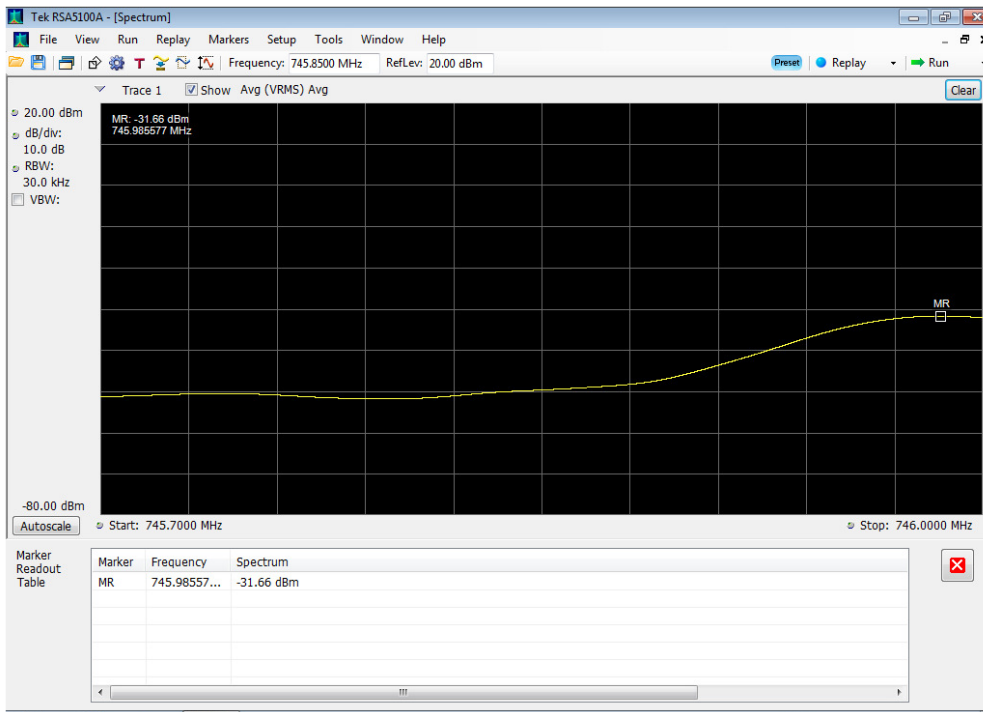 Tek RSA5100A - [Spectrum]
File View Run Replay Markers Setup Tools Window Help
T Frequency: 745.8500 MHz RefLev: 20.00 dBm Preset Replay Run
Trace 1 Show Avg (VRMS) Avg Clear
20.00 dBm
dB/div:
10.0 dB
RBW:
30.0 kHz
VBW:
MR: -31.66 dBm
745.985577 MHz
MR
-80.00 dBm
Autoscale Start: 745.7000 MHz Stop: 746.0000 MHz
Marker
Readout
Table
Marker Frequency Spectrum
MR 745.98557... -31.66 dBm